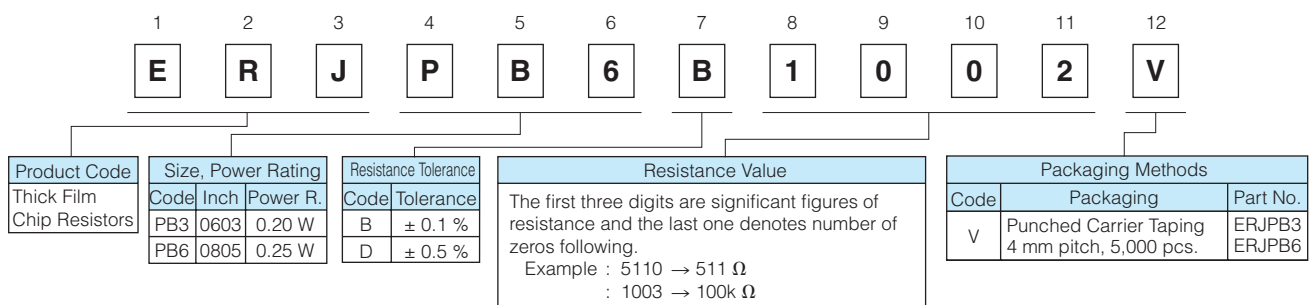 1 2 3 4 5 6 7 8 9 10 11 12
E R J P B 6 B 1 0 0 2 V
Product Code
Thick Film
Chip Resistors
Size, Power Rating
Code Inch Power R.
PB3 0603 0.20 W
PB6 0805 0.25 W
Resistance Tolerance
Code Tolerance
B ± 0.1 %
D ± 0.5 %
Resistance Value
The first three digits are significant figures of
resistance and the last one denotes number of
zeros following.
Example : 5110 → 511 Ω
: 1003 → 100k Ω
Packaging Methods
Code Packaging Part No.
V Punched Carrier Taping
4 mm pitch, 5,000 pcs.
ERJPB3
ERJPB6